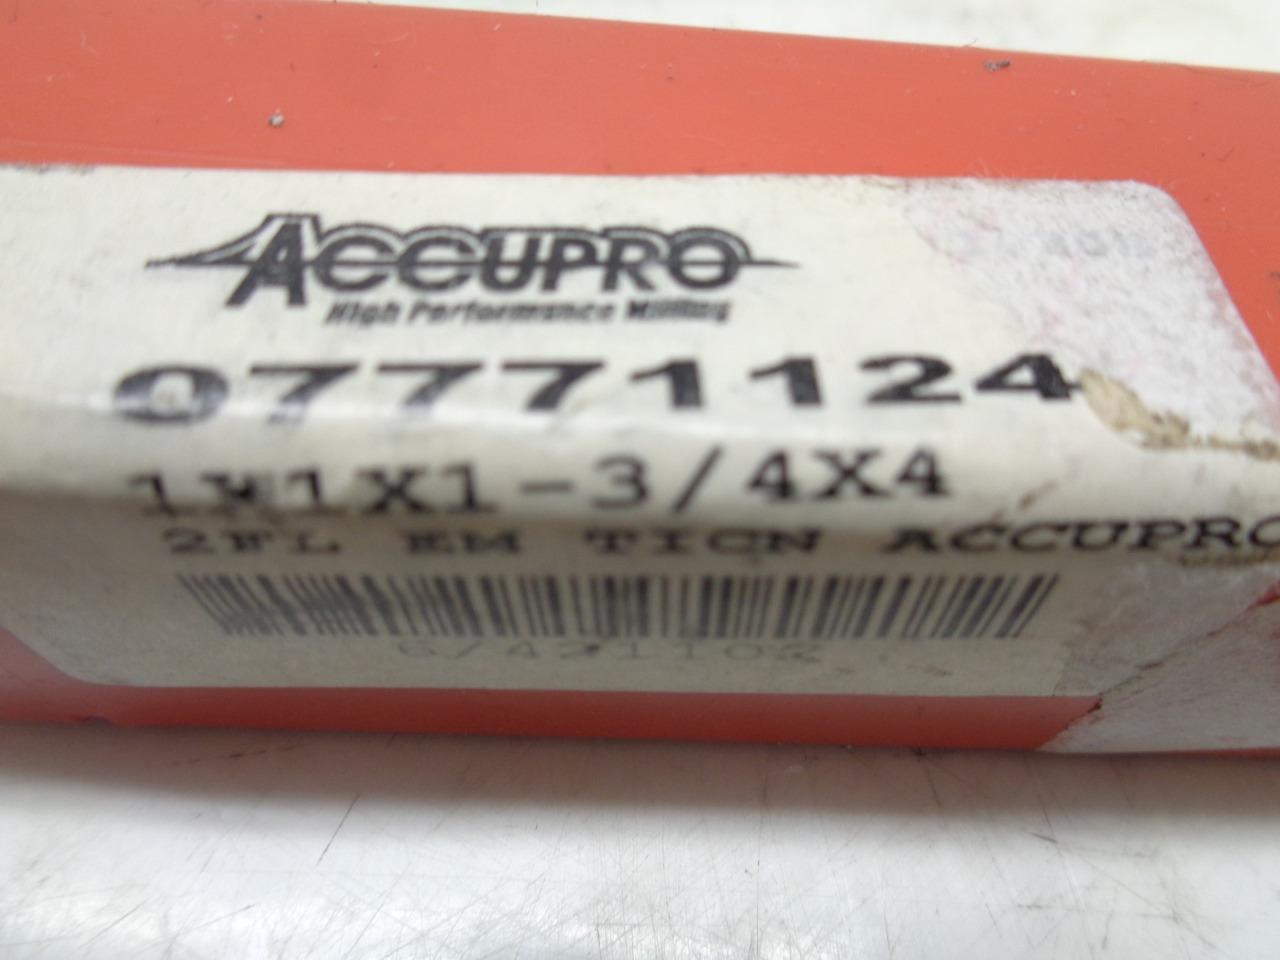 ACCUPRO
High Performance Milling
07771124
1X1X1-3/4X4
2FL EM TICN ACCUPRO